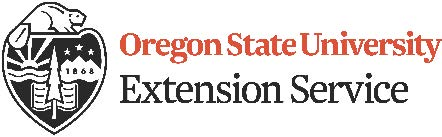 Oregon State University
Extension Service
1868